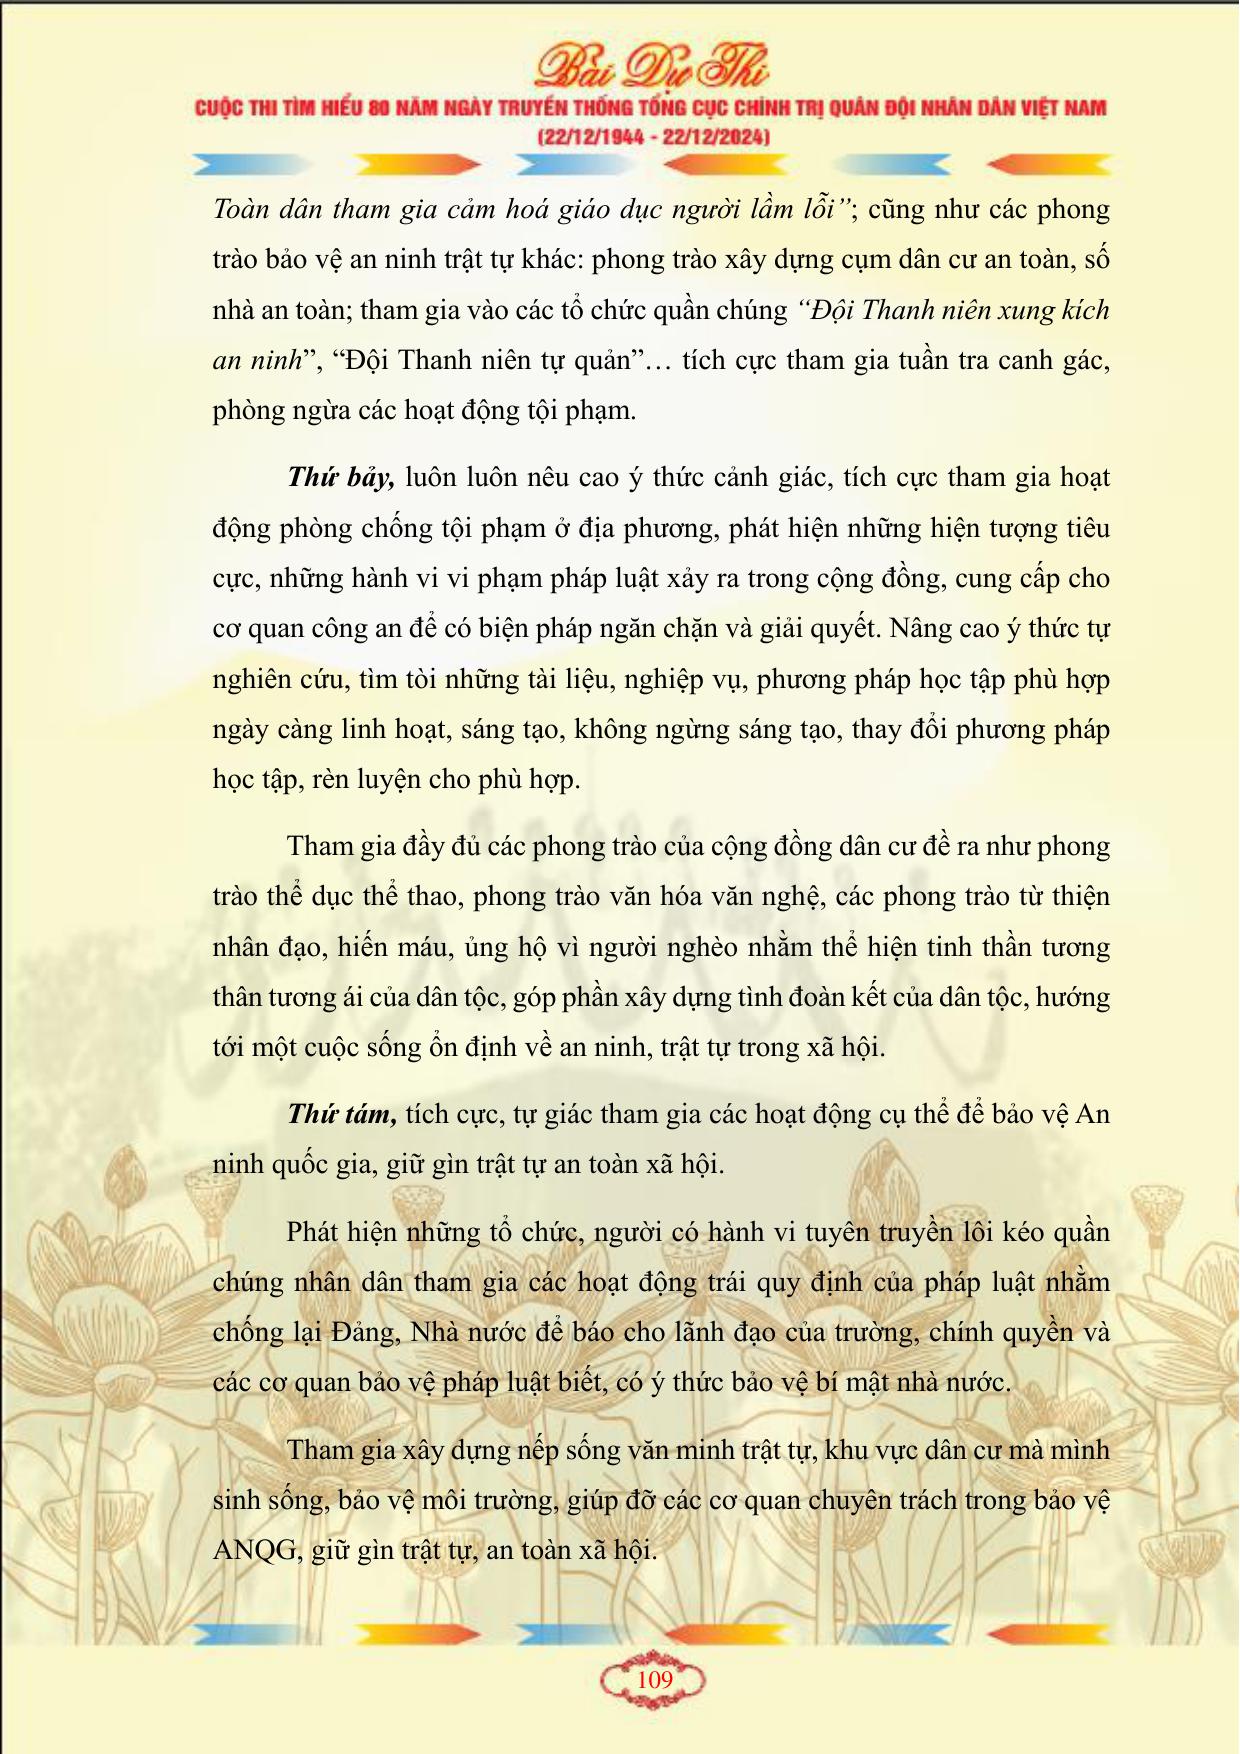 Bài Dự Thi
CUỘC THI TÌM HIỂU 80 NĂM NGÀY TRUYỀN THỐNG TỔNG CỤC CHÍNH TRỊ QUÂN ĐỘI NHÂN DÂN VIỆT NAM
(22/12/1944 - 22/12/2024)
Toàn dân tham gia cảm hoá giáo dục người lầm lỗi”; cũng như các phong
trào bảo vệ an ninh trật tự khác: phong trào xây dựng cụm dân cư an toàn, số
nhà an toàn; tham gia vào các tổ chức quần chúng “Đội Thanh niên xung kích
an ninh”, “Đội Thanh niên tự quản”… tích cực tham gia tuần tra canh gác,
phòng ngừa các hoạt động tội phạm.
Thứ bảy, luôn luôn nêu cao ý thức cảnh giác, tích cực tham gia hoạt
động phòng chống tội phạm ở địa phương, phát hiện những hiện tượng tiêu
cực, những hành vi vi phạm pháp luật xảy ra trong cộng đồng, cung cấp cho
cơ quan công an để có biện pháp ngăn chặn và giải quyết. Nâng cao ý thức tự
nghiên cứu, tìm tòi những tài liệu, nghiệp vụ, phương pháp học tập phù hợp
ngày càng linh hoạt, sáng tạo, không ngừng sáng tạo, thay đổi phương pháp
học tập, rèn luyện cho phù hợp.
Tham gia đầy đủ các phong trào của cộng đồng dân cư đề ra như phong
trào thể dục thể thao, phong trào văn hóa văn nghệ, các phong trào từ thiện
nhân đạo, hiến máu, ủng hộ vì người nghèo nhằm thể hiện tinh thần tương
thân tương ái của dân tộc, góp phần xây dựng tình đoàn kết của dân tộc, hướng
tới một cuộc sống ổn định về an ninh, trật tự trong xã hội.
Thứ tám, tích cực, tự giác tham gia các hoạt động cụ thể để bảo vệ An
ninh quốc gia, giữ gìn trật tự an toàn xã hội.
Phát hiện những tổ chức, người có hành vi tuyên truyền lôi kéo quần
chúng nhân dân tham gia các hoạt động trái quy định của pháp luật nhằm
chống lại Đảng, Nhà nước để báo cho lãnh đạo của trường, chính quyền và
các cơ quan bảo vệ pháp luật biết, có ý thức bảo vệ bí mật nhà nước.
Tham gia xây dựng nếp sống văn minh trật tự, khu vực dân cư mà mình
sinh sống, bảo vệ môi trường, giúp đỡ các cơ quan chuyên trách trong bảo vệ
ANQG, giữ gìn trật tự, an toàn xã hội.
109